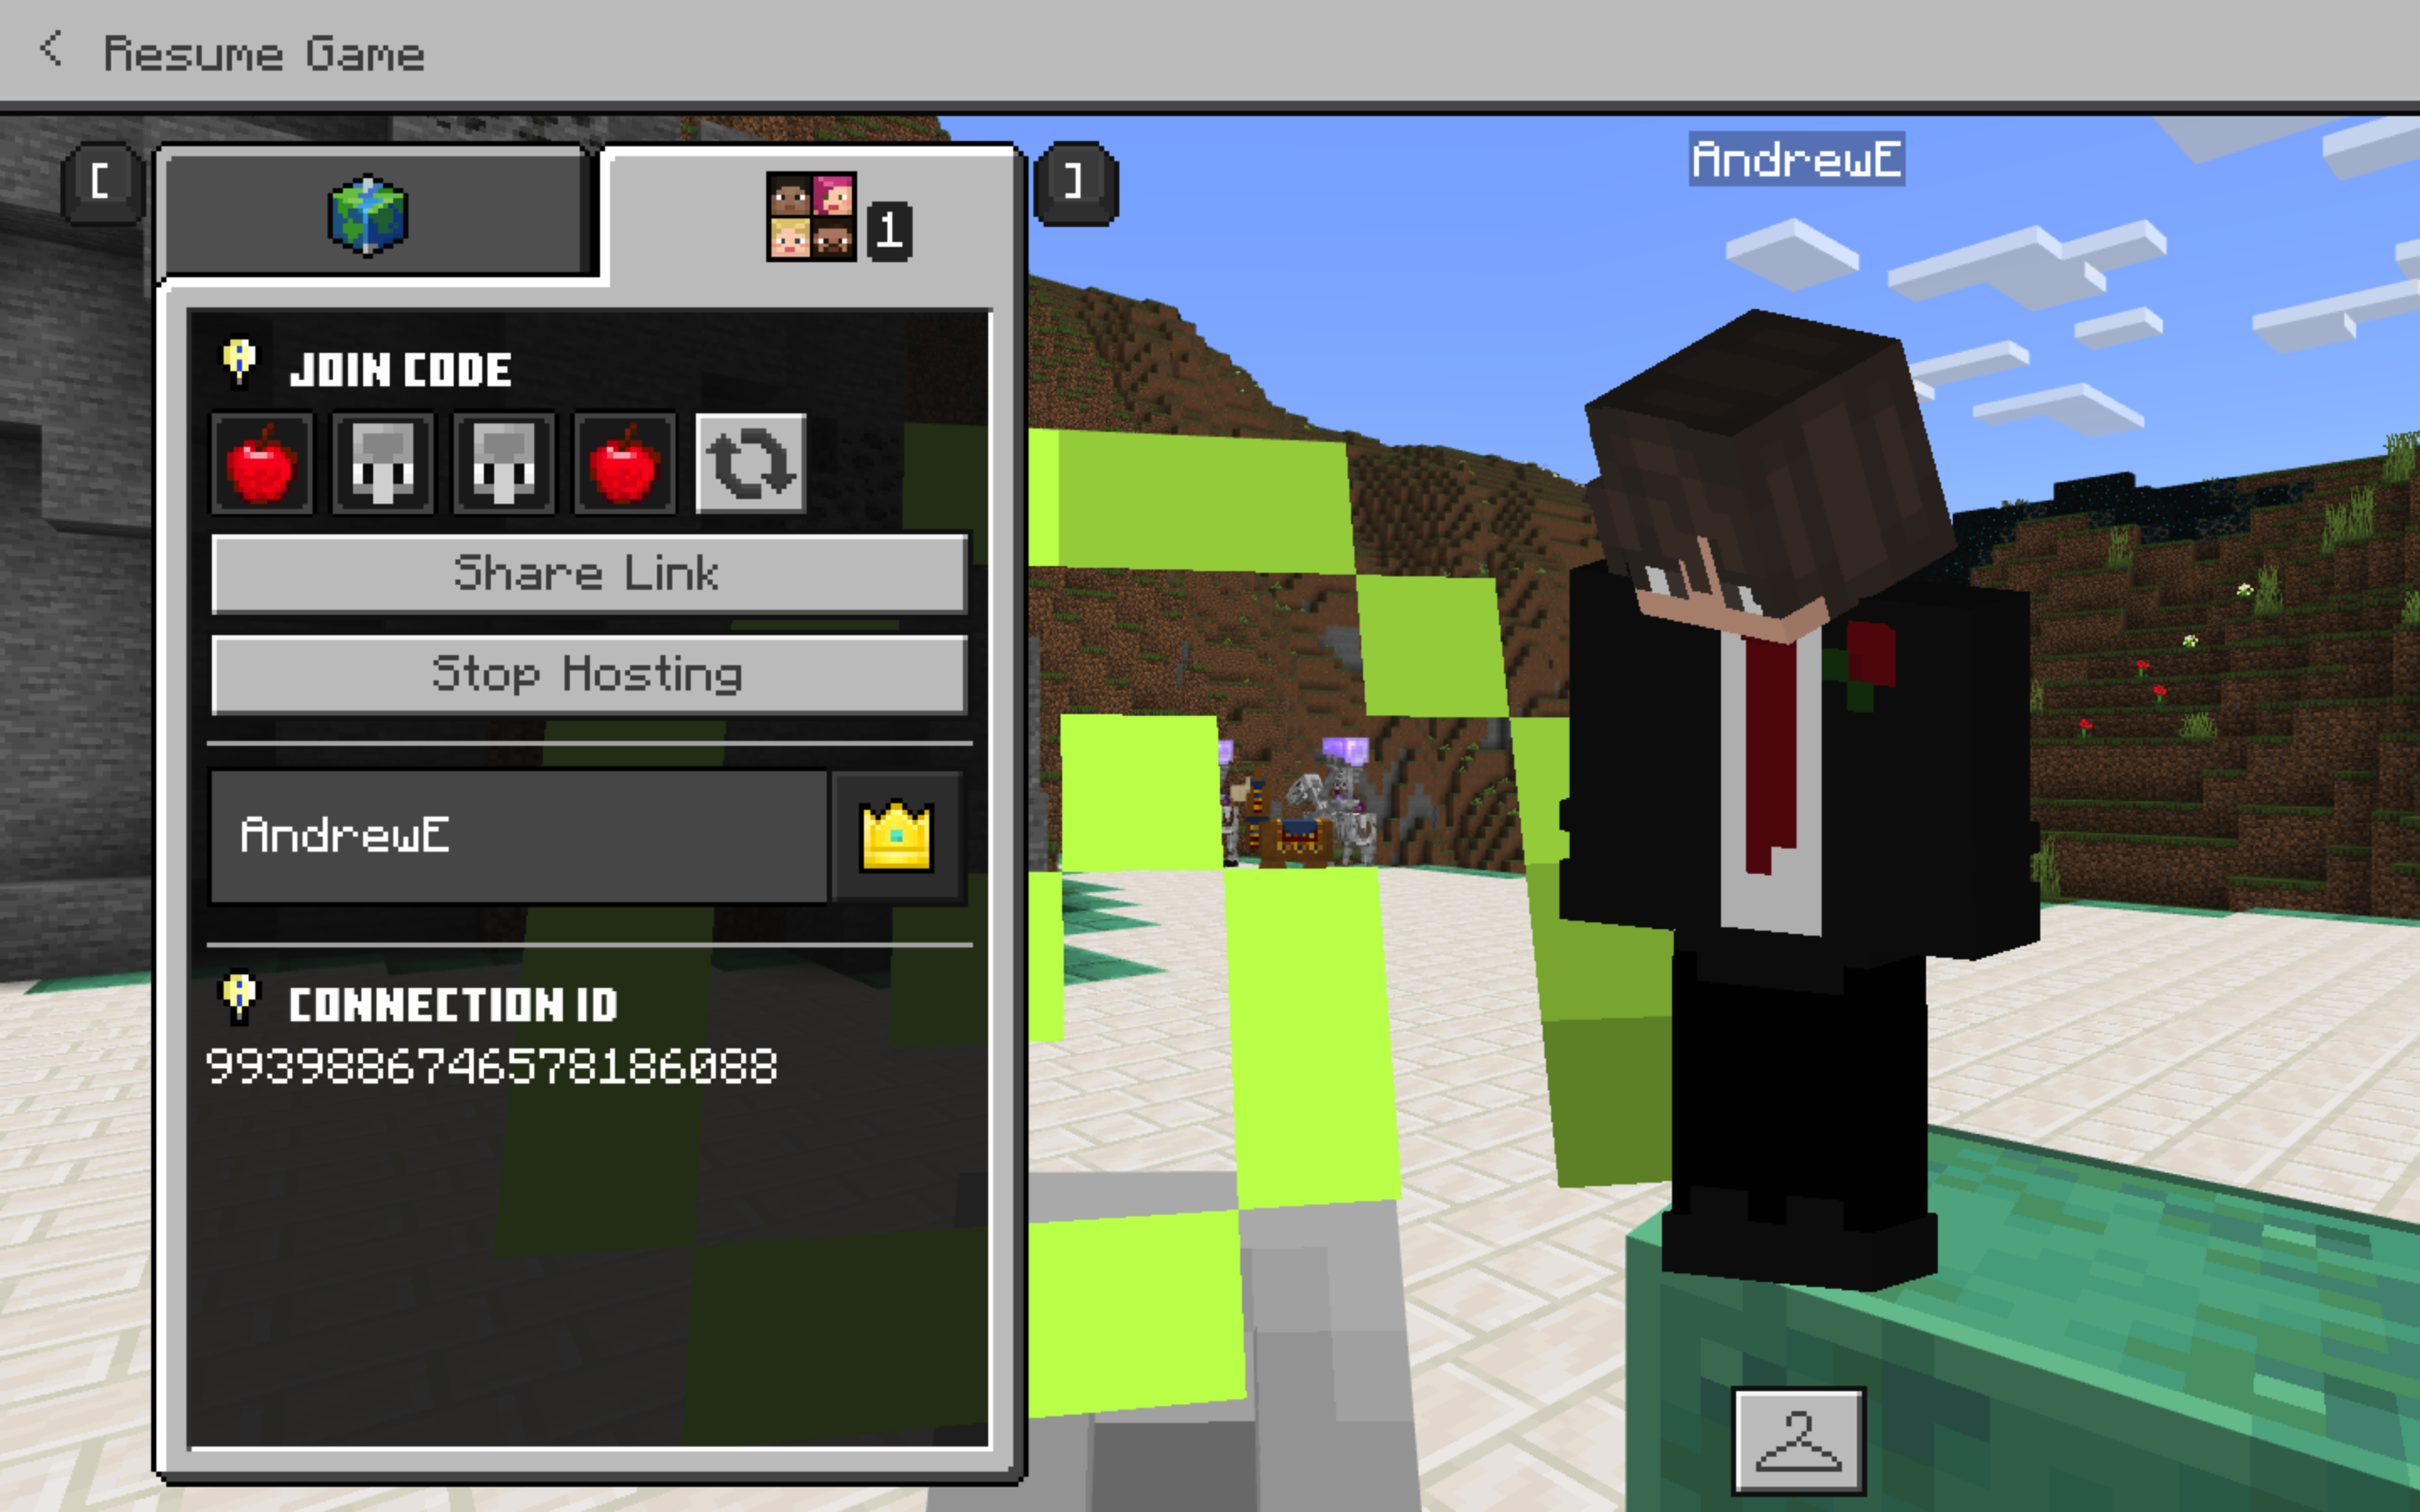 < Resume Game
[
1
]
AndrewE
JOIN CODE
Share Link
Stop Hosting
AndrewE
CONNECTION ID
9939886746578186088